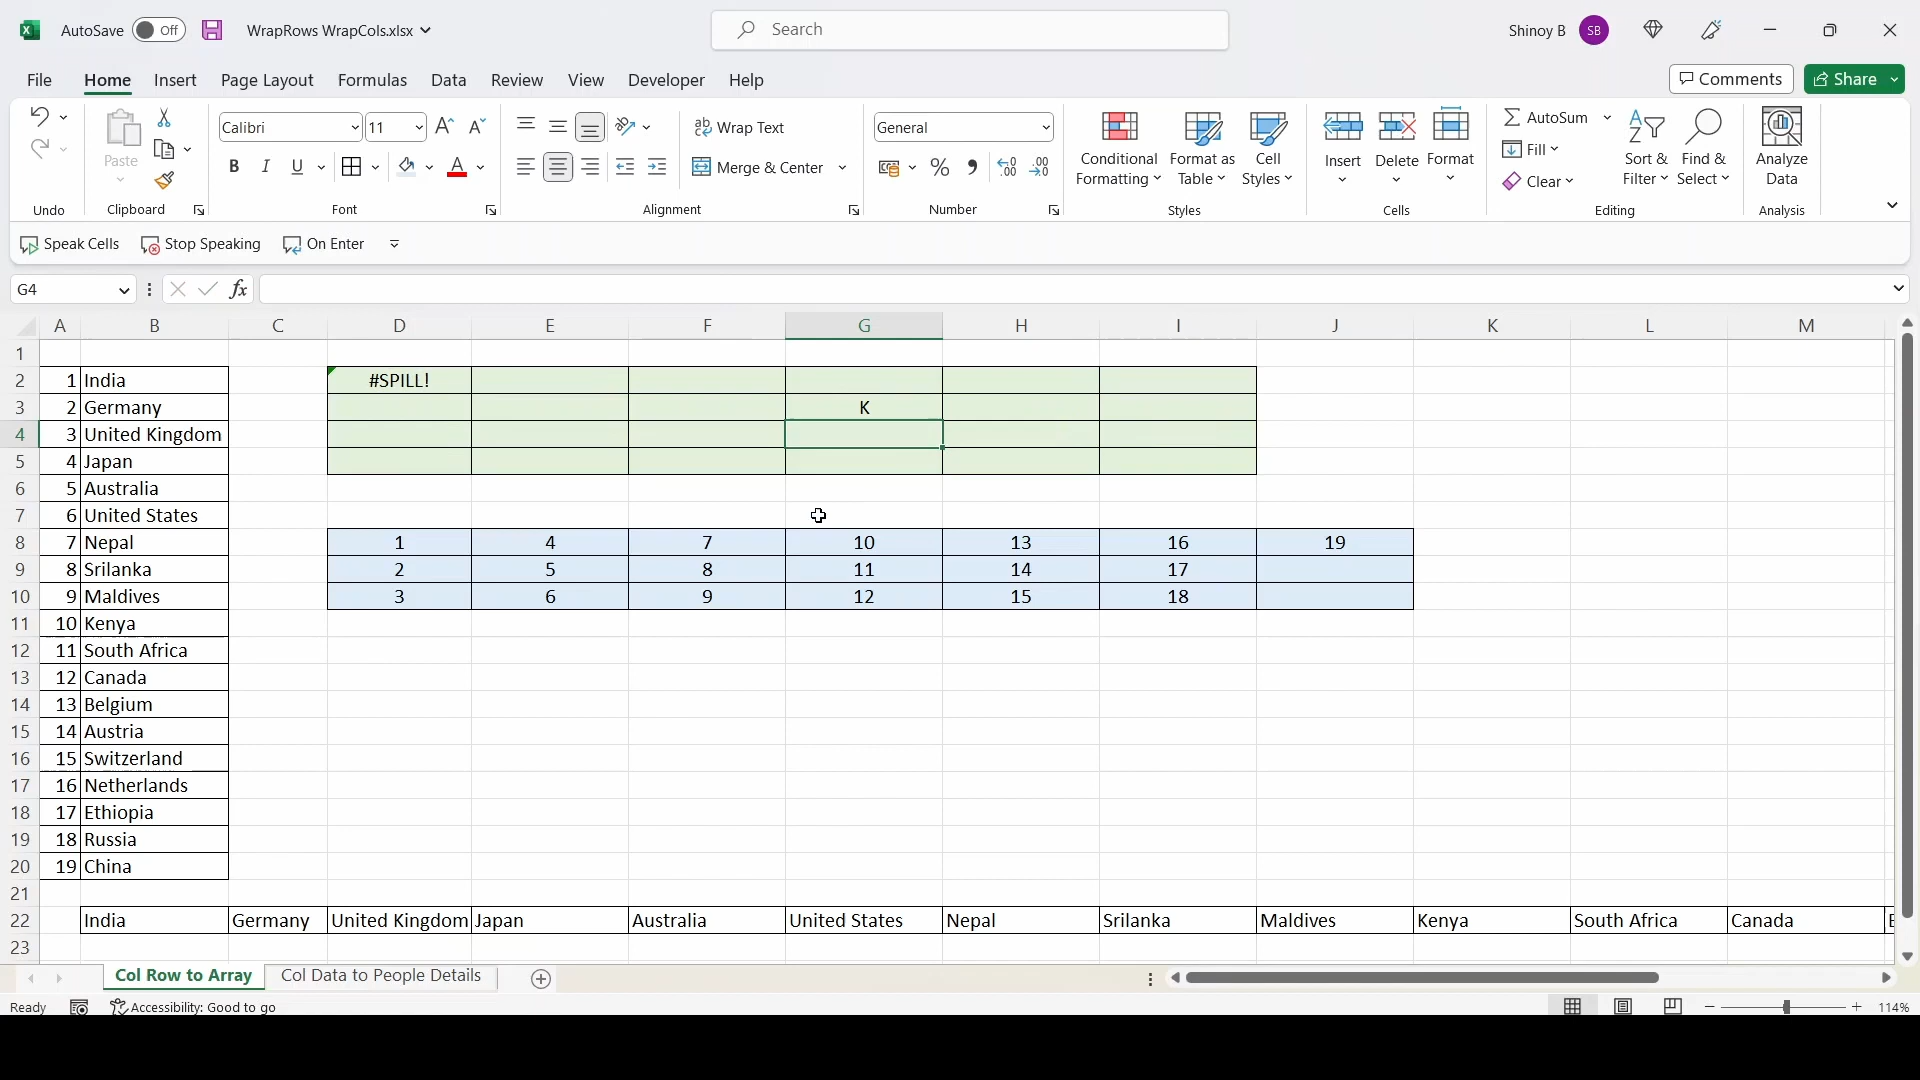 AutoSave Off WrapRows WrapCols.xlsx Search Shinoy B SB
File Home Insert Page Layout Formulas Data Review View Developer Help Comments Share
Calibri 11 Wrap Text General AutoSum
Paste B I U Merge & Center Conditional Formatting Format as Table Cell Styles Insert Delete Format Fill Sort & Filter Find & Select Analyze Data
Clear
Undo Clipboard Font Alignment Number Styles Cells Editing Analysis
Speak Cells Stop Speaking On Enter
G4 fx
A B C D E F G H I J K L M
1
2 1 India #SPILL!
3 2 Germany K
4 3 United Kingdom
5 4 Japan
6 5 Australia
7 6 United States
8 7 Nepal 1 4 7 10 13 16 19
9 8 Srilanka 2 5 8 11 14 17
10 9 Maldives 3 6 9 12 15 18
11 10 Kenya
12 11 South Africa
13 12 Canada
14 13 Belgium
15 14 Austria
16 15 Switzerland
17 16 Netherlands
18 17 Ethiopia
19 18 Russia
20 19 China
21
22 India Germany United Kingdom Japan Australia United States Nepal Srilanka Maldives Kenya South Africa Canada
23
Col Row to Array Col Data to People Details
Ready Accessibility: Good to go 114%